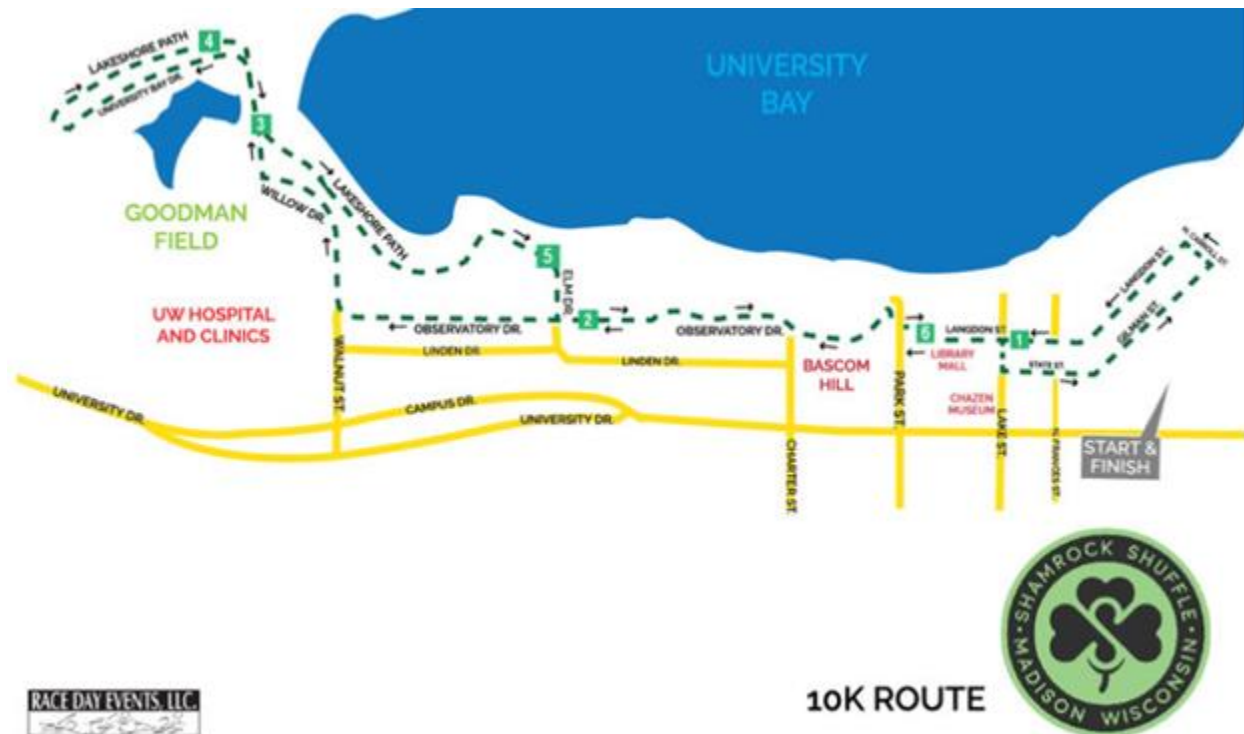 LAKESHORE PATH
4
UNIVERSITY BAY DR.
UNIVERSITY
BAY
3
GOODMAN
FIELD
WILLOW DR.
LAKESHORE PATH
5
ELM DR.
N. CARROLL ST.
LANGDON ST.
GILMAN ST.
UW HOSPITAL
AND CLINICS
OBSERVATORY DR.
2
OBSERVATORY DR.
6
LANGDON ST.
1
LINDEN DR.
LINDEN DR.
BASCOM
HILL
LIBRARY
MALL
STATE ST.
WALNUT ST.
PARK ST.
CHAZEN
MUSEUM
LAKE ST.
N. FRANCES ST.
UNIVERSITY DR.
CAMPUS DR.
UNIVERSITY DR.
CHARTER ST.
START &
FINISH
SHAMROCK SHUFFLE
MADISON WISCONSIN
10K ROUTE
RACE DAY EVENTS, LLC.